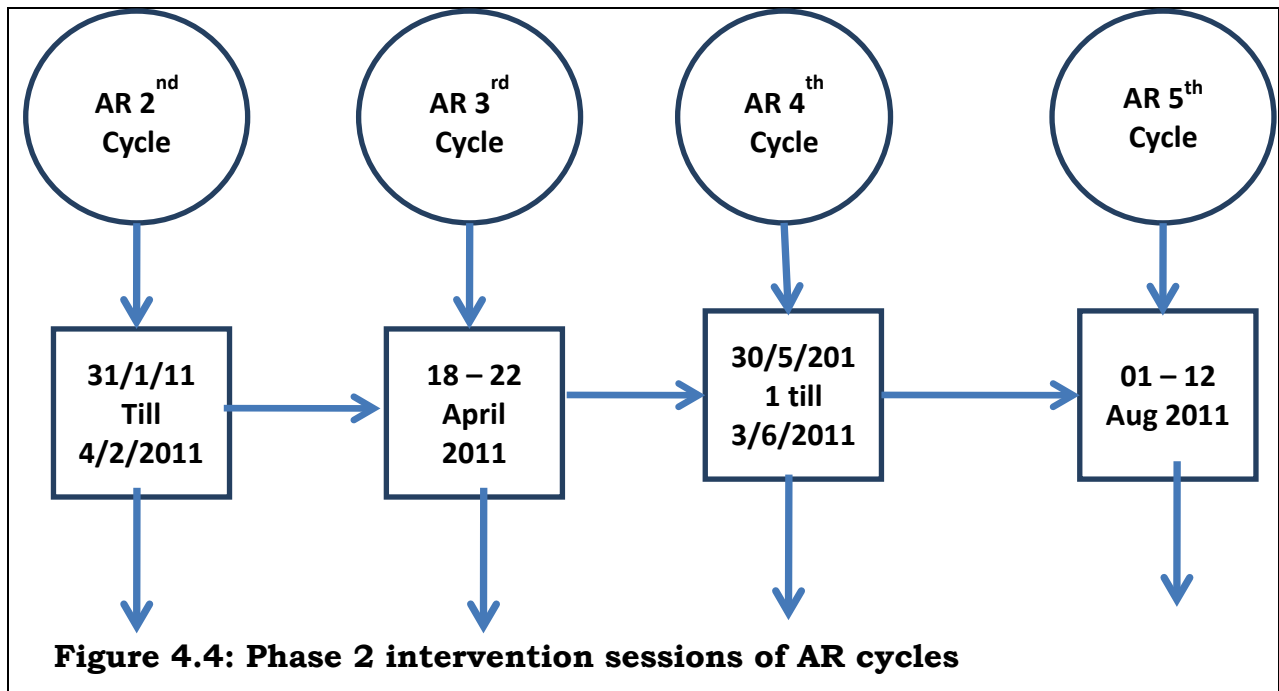 AR 2nd
Cycle
AR 3rd
Cycle
AR 4th
Cycle
AR 5th
Cycle
31/1/11
Till
4/2/2011
18 – 22
April
2011
30/5/201
1 till
3/6/2011
01 – 12
Aug 2011
Figure 4.4: Phase 2 intervention sessions of AR cycles